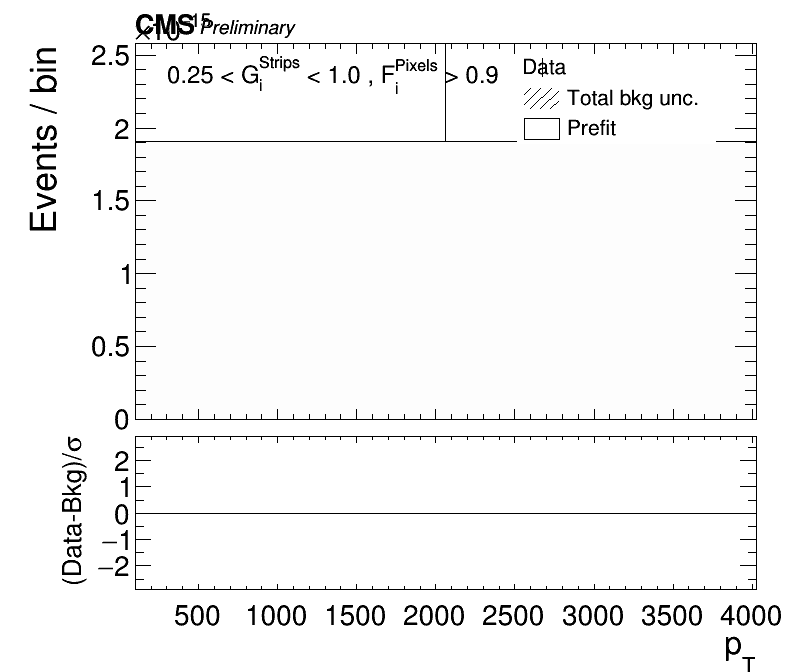 CMS Preliminary
×10 15
2.5
0.25 < G_i^Strips < 1.0 , F_i^Pixels > 0.9
Data
Total bkg unc.
Prefit
2
1.5
1
0.5
0
Events / bin
2
1
0
−1
−2
(Data-Bkg)/σ
500 1000 1500 2000 2500 3000 3500 4000
p_T